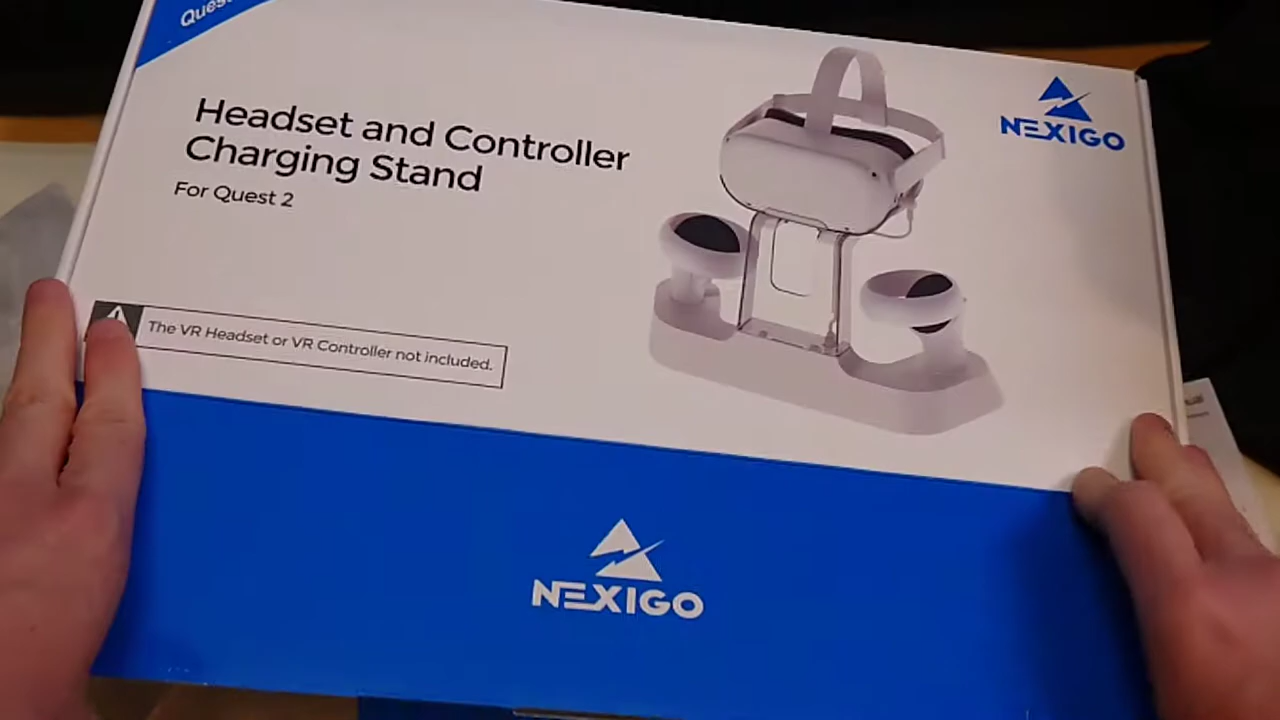 Headset and Controller
Charging Stand
For Quest 2
NEXIGO
The VR Headset or VR Controller not included.
NEXIGO